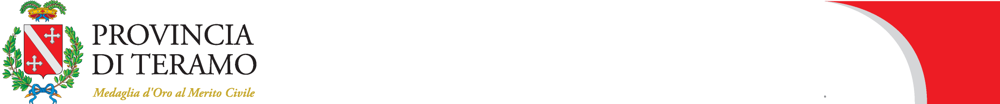 PROVINCIA
DI TERAMO
Medaglia d'Oro al Merito Civile